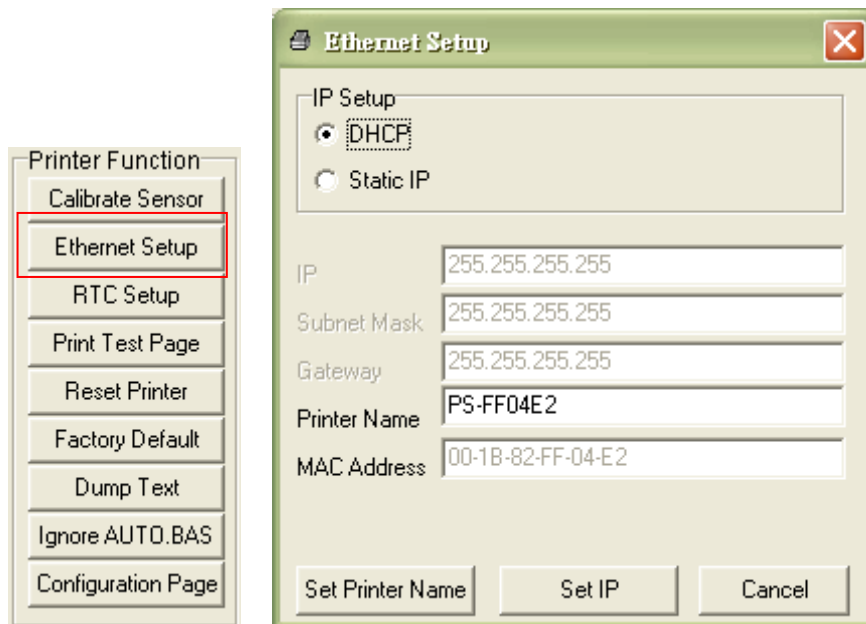 Printer Function
Calibrate Sensor
Ethernet Setup
RTC Setup
Print Test Page
Reset Printer
Factory Default
Dump Text
Ignore AUTO.BAS
Configuration Page
Ethernet Setup
IP Setup
DHCP
Static IP
IP 255.255.255.255
Subnet Mask 255.255.255.255
Gateway 255.255.255.255
Printer Name PS-FF04E2
MAC Address 00-1B-82-FF-04-E2
Set Printer Name Set IP Cancel